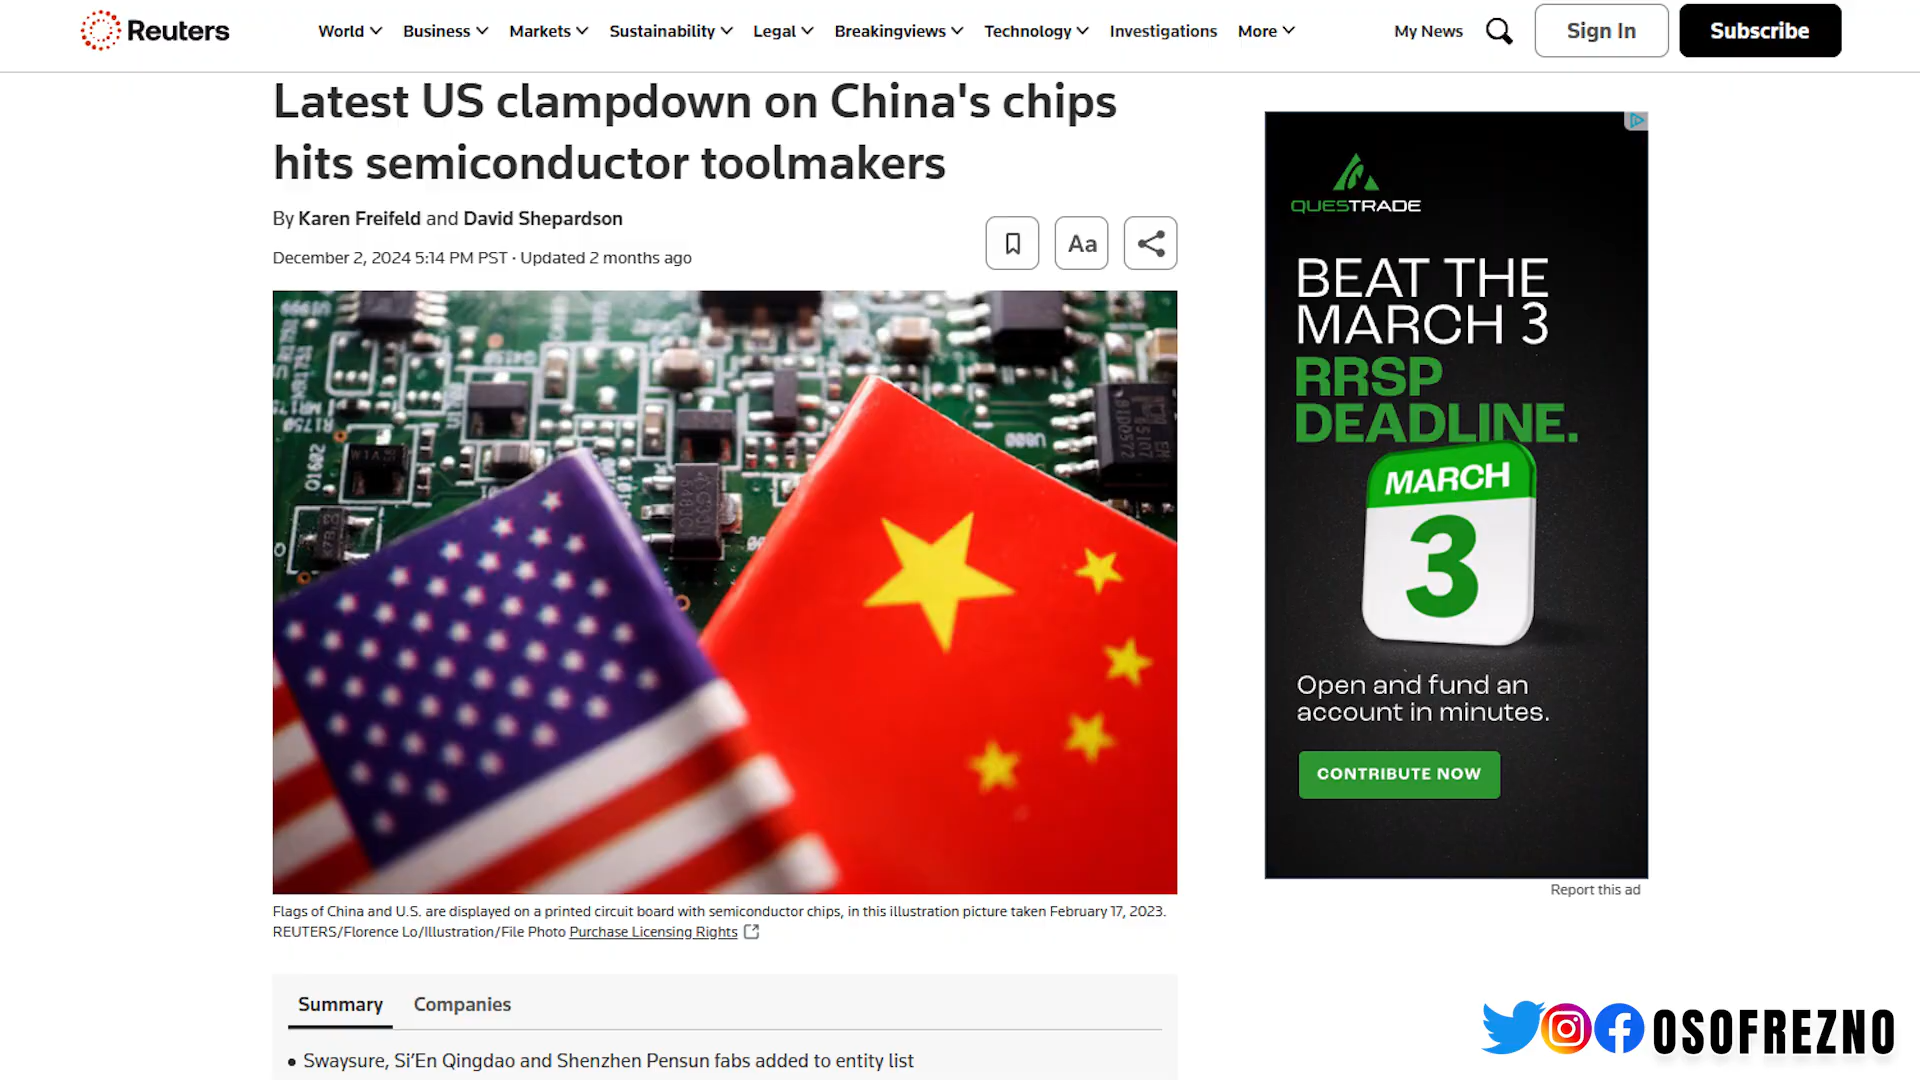 Reuters
World
Business
Markets
Sustainability
Legal
Breakingviews
Technology
Investigations
More
My News
Sign In
Subscribe
Latest US clampdown on China's chips
hits semiconductor toolmakers
By Karen Freifeld and David Shepardson
December 2, 2024 5:14 PM PST · Updated 2 months ago
Aa
Flags of China and U.S. are displayed on a printed circuit board with semiconductor chips, in this illustration picture taken February 17, 2023.
REUTERS/Florence Lo/Illustration/File Photo Purchase Licensing Rights
Summary
Companies
• Swaysure, Si’En Qingdao and Shenzhen Pensun fabs added to entity list
QUESTRADE
BEAT THE
MARCH 3
RRSP
DEADLINE.
MARCH
3
Open and fund an
account in minutes.
CONTRIBUTE NOW
Report this ad
OSOFREZNO